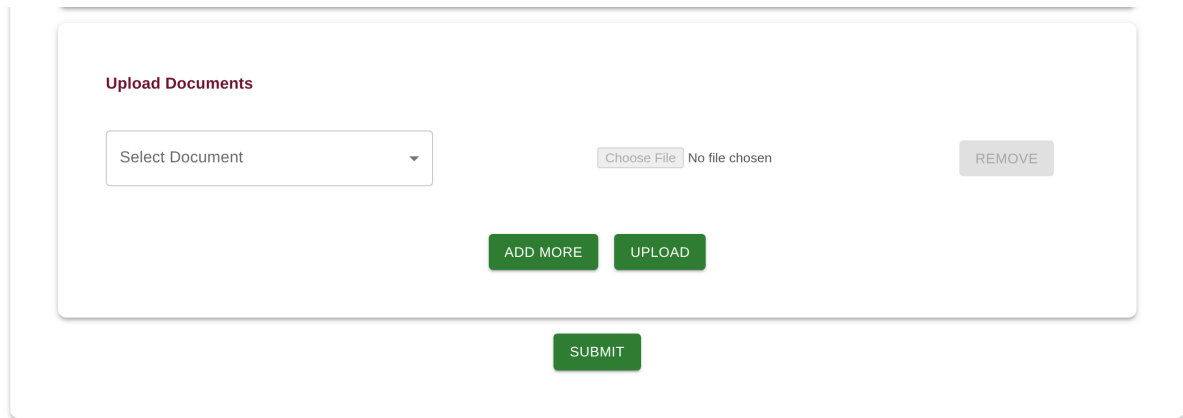 Upload Documents
Select Document
Choose File No file chosen
REMOVE
ADD MORE
UPLOAD
SUBMIT